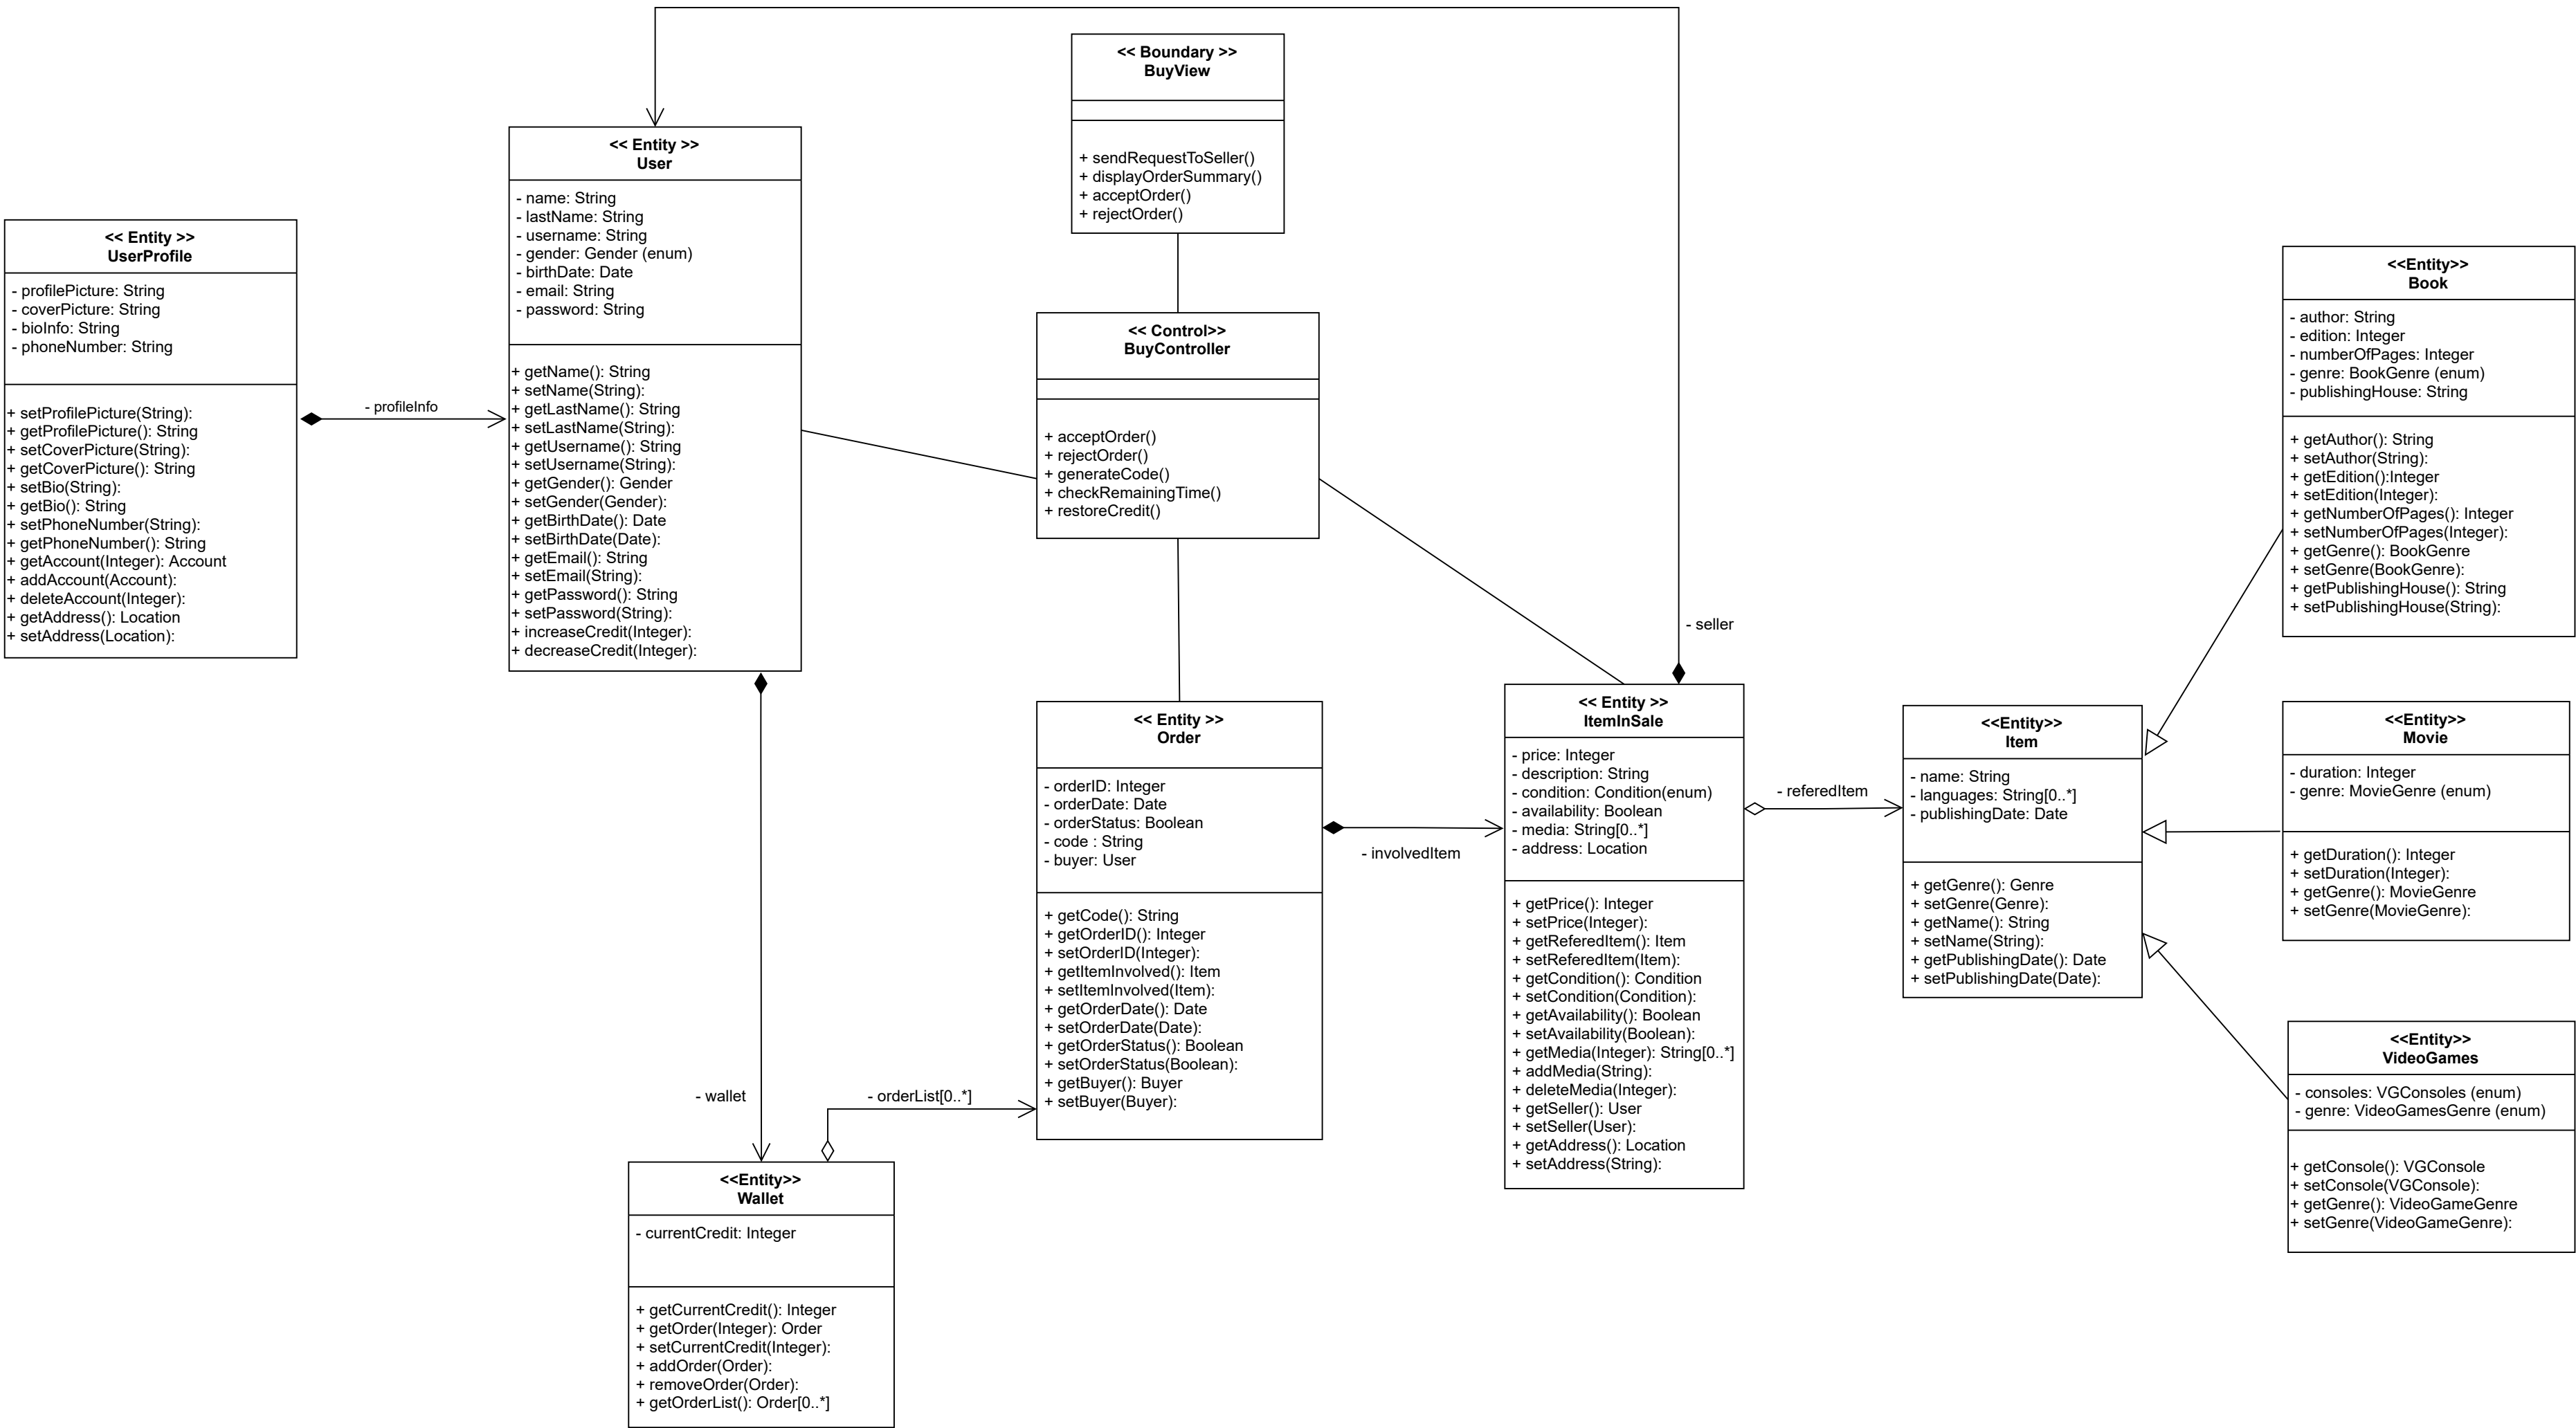 << Boundary >>
BuyView
+ sendRequestToSeller()
+ displayOrderSummary()
+ acceptOrder()
+ rejectOrder()
<< Entity >>
User
- name: String
- lastName: String
- username: String
- gender: Gender (enum)
- birthDate: Date
- email: String
- password: String
+ getName(): String
+ setName(String):
+ getLastName(): String
+ setLastName(String):
+ getUsername(): String
+ setUsername(String):
+ getGender(): Gender
+ setGender(Gender):
+ getBirthDate(): Date
+ setBirthDate(Date):
+ getEmail(): String
+ setEmail(String):
+ getPassword(): String
+ setPassword(String):
+ increaseCredit(Integer):
+ decreaseCredit(Integer):
<< Entity >>
UserProfile
- profilePicture: String
- coverPicture: String
- bioInfo: String
- phoneNumber: String
+ setProfilePicture(String):
+ getProfilePicture(): String
+ setCoverPicture(String):
+ getCoverPicture(): String
+ setBio(String):
+ getBio(): String
+ setPhoneNumber(String):
+ getPhoneNumber(): String
+ getAccount(Integer): Account
+ addAccount(Account):
+ deleteAccount(Integer):
+ getAddress(): Location
+ setAddress(Location):
- profileInfo
<< Control>>
BuyController
+ acceptOrder()
+ rejectOrder()
+ generateCode()
+ checkRemainingTime()
+ restoreCredit()
<<Entity>>
Book
- author: String
- edition: Integer
- numberOfPages: Integer
- genre: BookGenre (enum)
- publishingHouse: String
+ getAuthor(): String
+ setAuthor(String):
+ getEdition():Integer
+ setEdition(Integer):
+ getNumberOfPages(): Integer
+ setNumberOfPages(Integer):
+ getGenre(): BookGenre
+ setGenre(BookGenre):
+ getPublishingHouse(): String
+ setPublishingHouse(String):
- seller
<< Entity >>
Order
- orderID: Integer
- orderDate: Date
- orderStatus: Boolean
- code : String
- buyer: User
+ getCode(): String
+ getOrderID(): Integer
+ setOrderID(Integer):
+ getItemInvolved(): Item
+ setItemInvolved(Item):
+ getOrderDate(): Date
+ setOrderDate(Date):
+ getOrderStatus(): Boolean
+ setOrderStatus(Boolean):
+ getBuyer(): Buyer
+ setBuyer(Buyer):
- involvedItem
<< Entity >>
ItemInSale
- price: Integer
- description: String
- condition: Condition(enum)
- availability: Boolean
- media: String[0..*]
- address: Location
+ getPrice(): Integer
+ setPrice(Integer):
+ getReferedItem(): Item
+ setReferedItem(Item):
+ getCondition(): Condition
+ setCondition(Condition):
+ getAvailability(): Boolean
+ setAvailability(Boolean):
+ getMedia(Integer): String[0..*]
+ addMedia(String):
+ deleteMedia(Integer):
+ getSeller(): User
+ setSeller(User):
+ getAddress(): Location
+ setAddress(String):
- referedItem
<<Entity>>
Item
- name: String
- languages: String[0..*]
- publishingDate: Date
+ getGenre(): Genre
+ setGenre(Genre):
+ getName(): String
+ setName(String):
+ getPublishingDate(): Date
+ setPublishingDate(Date):
<<Entity>>
Movie
- duration: Integer
- genre: MovieGenre (enum)
+ getDuration(): Integer
+ setDuration(Integer):
+ getGenre(): MovieGenre
+ setGenre(MovieGenre):
<<Entity>>
VideoGames
- consoles: VGConsoles (enum)
- genre: VideoGamesGenre (enum)
+ getConsole(): VGConsole
+ setConsole(VGConsole):
+ getGenre(): VideoGameGenre
+ setGenre(VideoGameGenre):
- wallet
- orderList[0..*]
<<Entity>>
Wallet
- currentCredit: Integer
+ getCurrentCredit(): Integer
+ getOrder(Integer): Order
+ setCurrentCredit(Integer):
+ addOrder(Order):
+ removeOrder(Order):
+ getOrderList(): Order[0..*]